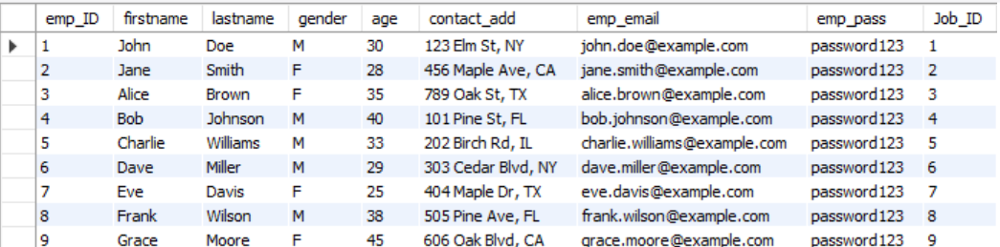 emp_ID firstname lastname gender age contact_add emp_email emp_pass Job_ID
1 John Doe M 30 123 Elm St, NY john.doe@example.com password123 1
2 Jane Smith F 28 456 Maple Ave, CA jane.smith@example.com password123 2
3 Alice Brown F 35 789 Oak St, TX alice.brown@example.com password123 3
4 Bob Johnson M 40 101 Pine St, FL bob.johnson@example.com password123 4
5 Charlie Williams M 33 202 Birch Rd, IL charlie.williams@example.com password123 5
6 Dave Miller M 29 303 Cedar Blvd, NY dave.miller@example.com password123 6
7 Eve Davis F 25 404 Maple Dr, TX eve.davis@example.com password123 7
8 Frank Wilson M 38 505 Pine Ave, FL frank.wilson@example.com password123 8
9 Grace Moore F 45 606 Oak Blvd, CA grace.moore@example.com password123 9